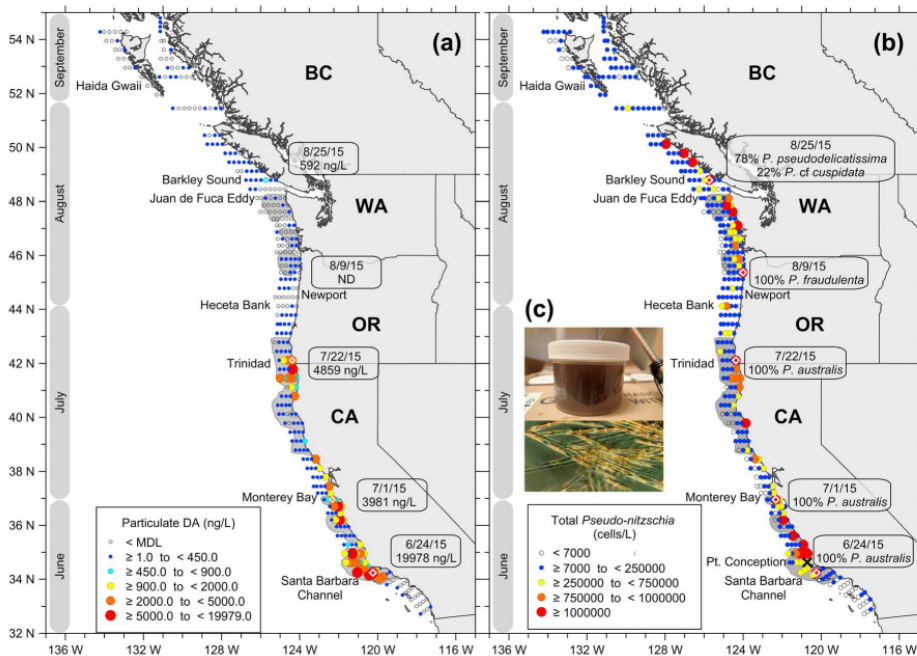 54 N
52 N
50 N
48 N
46 N
44 N
42 N
40 N
38 N
36 N
34 N
32 N
September
August
July
June
(a)
BC
Haida Gwaii
8/25/15
592 ng/L
Barkley Sound
Juan de Fuca Eddy
WA
8/9/15
ND
Newport
Heceta Bank
OR
Trinidad
7/22/15
4859 ng/L
CA
7/1/15
3981 ng/L
Monterey Bay
6/24/15
19978 ng/L
Santa Barbara
Channel
Particulate DA (ng/L)
< MDL
≥ 1.0 to < 450.0
≥ 450.0 to < 900.0
≥ 900.0 to < 2000.0
≥ 2000.0 to < 5000.0
≥ 5000.0 to < 19979.0
136 W
132 W
128 W
124 W
120 W
116 W
(b)
BC
Haida Gwaii
8/25/15
78% P. pseudodelicatissima
22% P. cf cuspidata
Barkley Sound
Juan de Fuca Eddy
WA
8/9/15
100% P. fraudulenta
Newport
Heceta Bank
(c)
OR
Trinidad
7/22/15
100% P. australis
CA
7/1/15
100% P. australis
Monterey Bay
6/24/15
100% P. australis
Pt. Conception
Santa Barbara
Channel
September
August
July
June
Total Pseudo-nitzschia
(cells/L)
< 7000
≥ 7000 to < 250000
≥ 250000 to < 750000
≥ 750000 to < 1000000
≥ 1000000
136 W
132 W
128 W
124 W
120 W
116 W